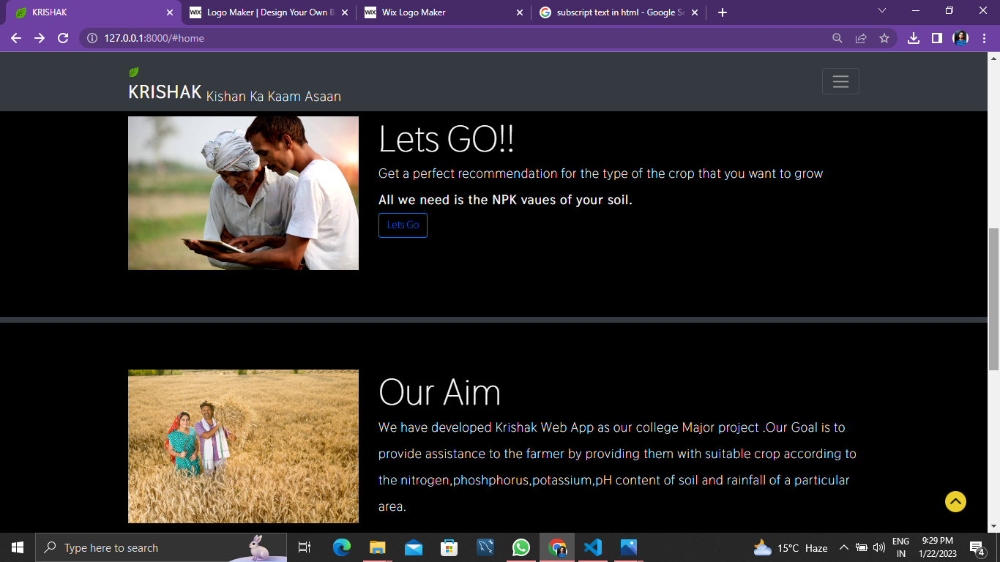 KRISHAK
WIX Logo Maker | Design Your Own B
WIX Wix Logo Maker
subscript text in html - Google Se
127.0.0.1:8000/#home
KRISHAK Kishan Ka Kaam Asaan
Lets GO!!
Get a perfect recommendation for the type of the crop that you want to grow
All we need is the NPK vaues of your soil.
Lets Go
Our Aim
We have developed Krishak Web App as our college Major project .Our Goal is to
provide assistance to the farmer by providing them with suitable crop according to
the nitrogen,phoshphorus,potassium,pH content of soil and rainfall of a particular
area.
Type here to search
15°C Haze
ENG
IN
9:29 PM
1/22/2023
4